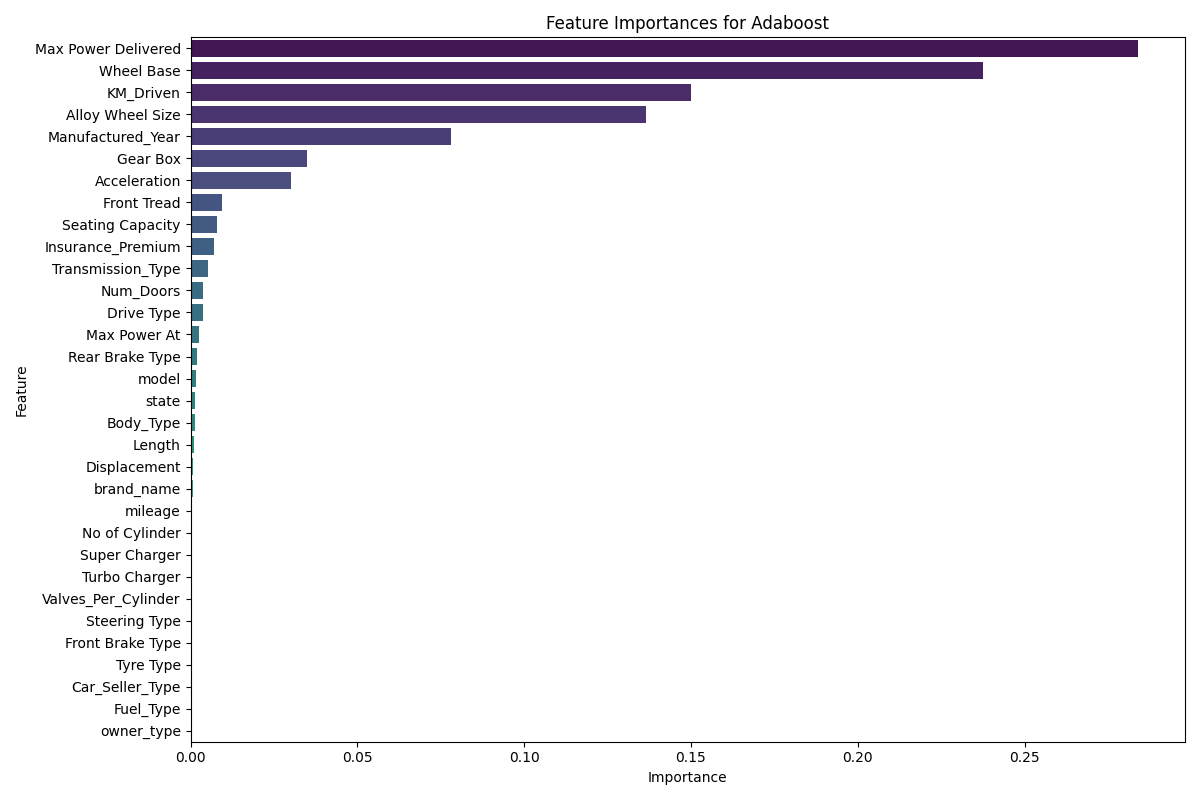 Feature Importances for Adaboost
Max Power Delivered
Wheel Base
KM_Driven
Alloy Wheel Size
Manufactured_Year
Gear Box
Acceleration
Front Tread
Seating Capacity
Insurance_Premium
Transmission_Type
Num_Doors
Drive Type
Max Power At
Rear Brake Type
model
state
Body_Type
Length
Displacement
brand_name
mileage
No of Cylinder
Super Charger
Turbo Charger
Valves_Per_Cylinder
Steering Type
Front Brake Type
Tyre Type
Car_Seller_Type
Fuel_Type
owner_type
Feature
0.00 0.05 0.10 0.15 0.20 0.25
Importance